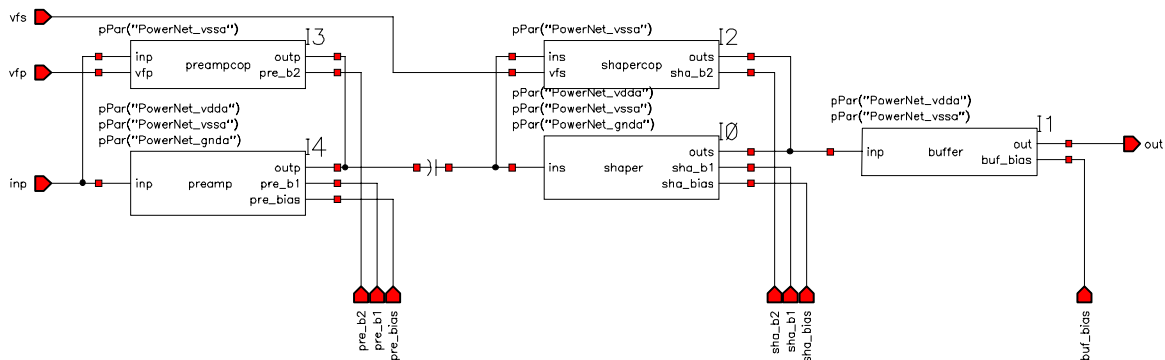 vfs
pPar("PowerNet_vssa")
I3
inp
outp
preampcop
vfp
vfp
pre_b2
pPar("PowerNet_vdda")
pPar("PowerNet_vssa")
pPar("PowerNet_gnda")
I4
outp
inp
inp
preamp
pre_b1
pre_bias
pre_b2
pre_b1
pre_bias
pPar("PowerNet_vssa")
I2
ins
outs
shapercop
vfs
sha_b2
pPar("PowerNet_vdda")
pPar("PowerNet_vssa")
pPar("PowerNet_gnda")
I0
outs
ins
shaper
sha_b1
sha_bias
sha_b2
sha_b1
sha_bias
pPar("PowerNet_vdda")
pPar("PowerNet_vssa")
I1
out
out
inp
buffer
buf_bias
buf_bias